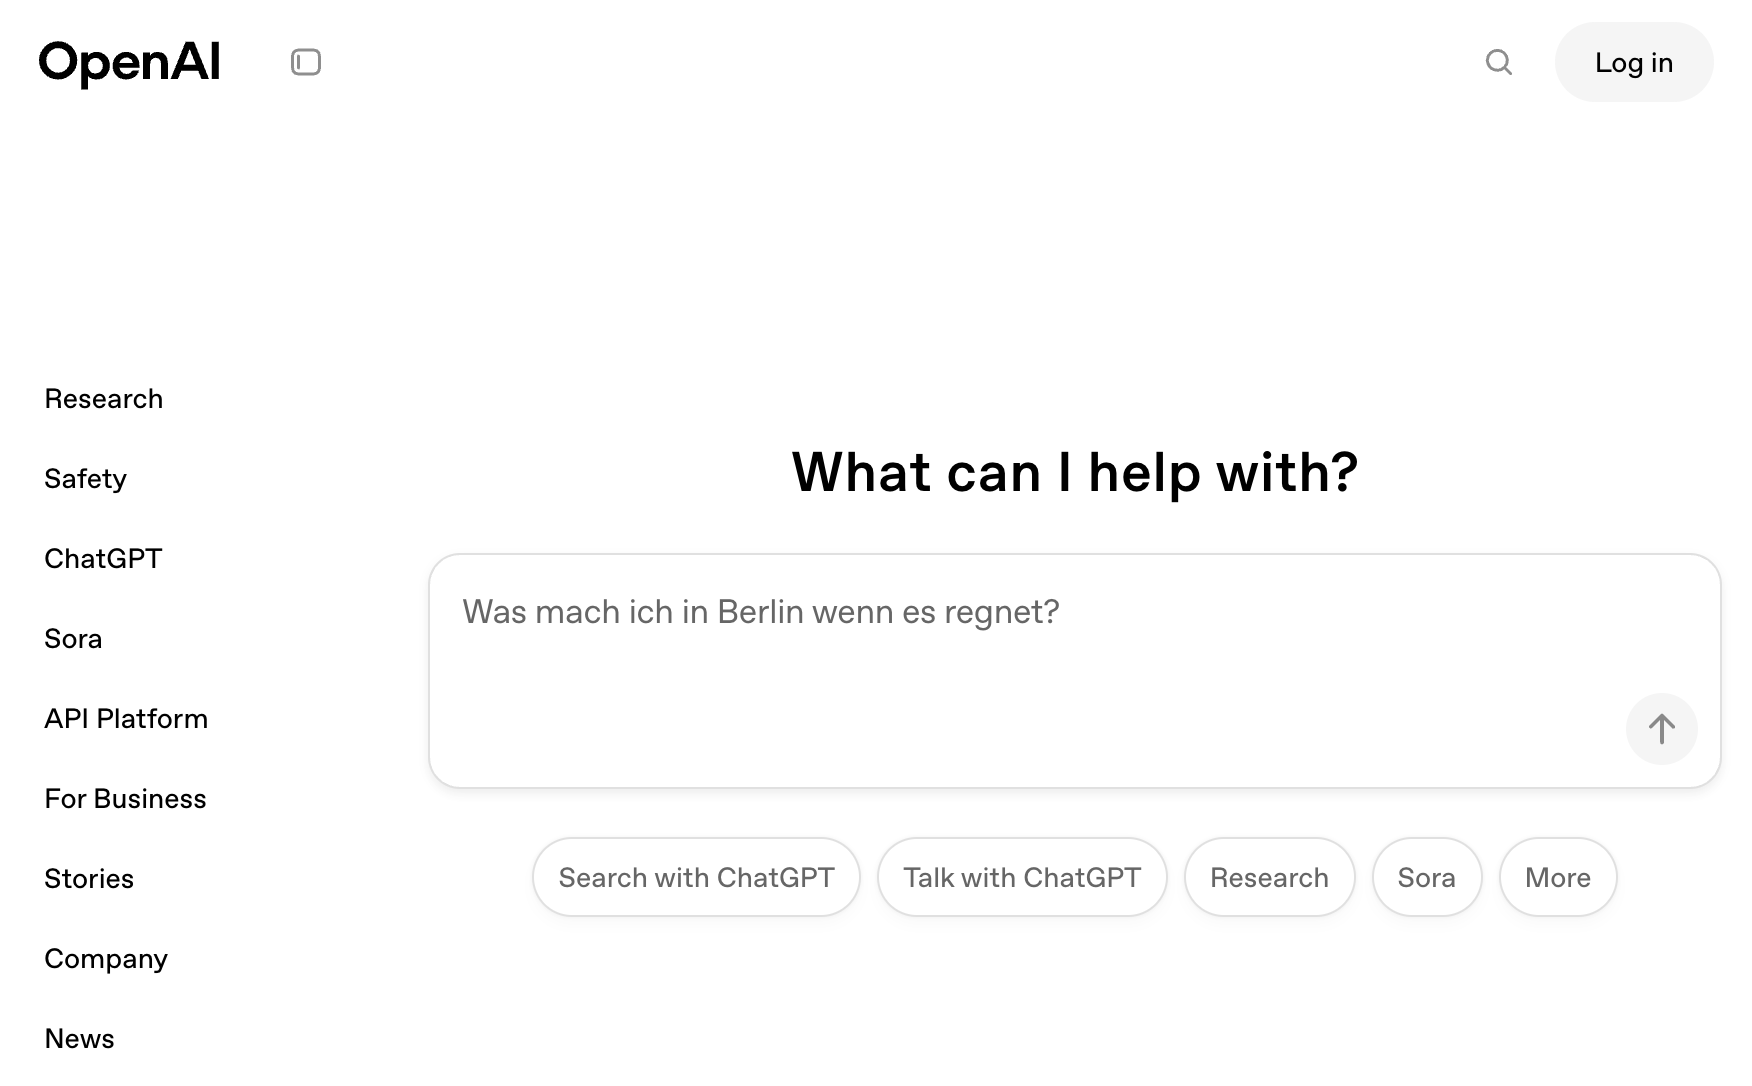 OpenAI
Log in
Research
Safety
ChatGPT
Sora
API Platform
For Business
Stories
Company
News
What can I help with?
Was mach ich in Berlin wenn es regnet?
Search with ChatGPT
Talk with ChatGPT
Research
Sora
More